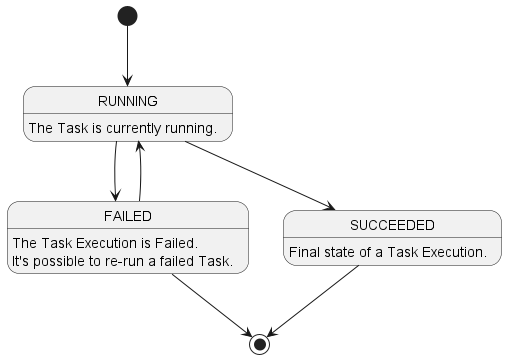 RUNNING
The Task is currently running.
FAILED
The Task Execution is Failed.
It's possible to re-run a failed Task.
SUCCEEDED
Final state of a Task Execution.